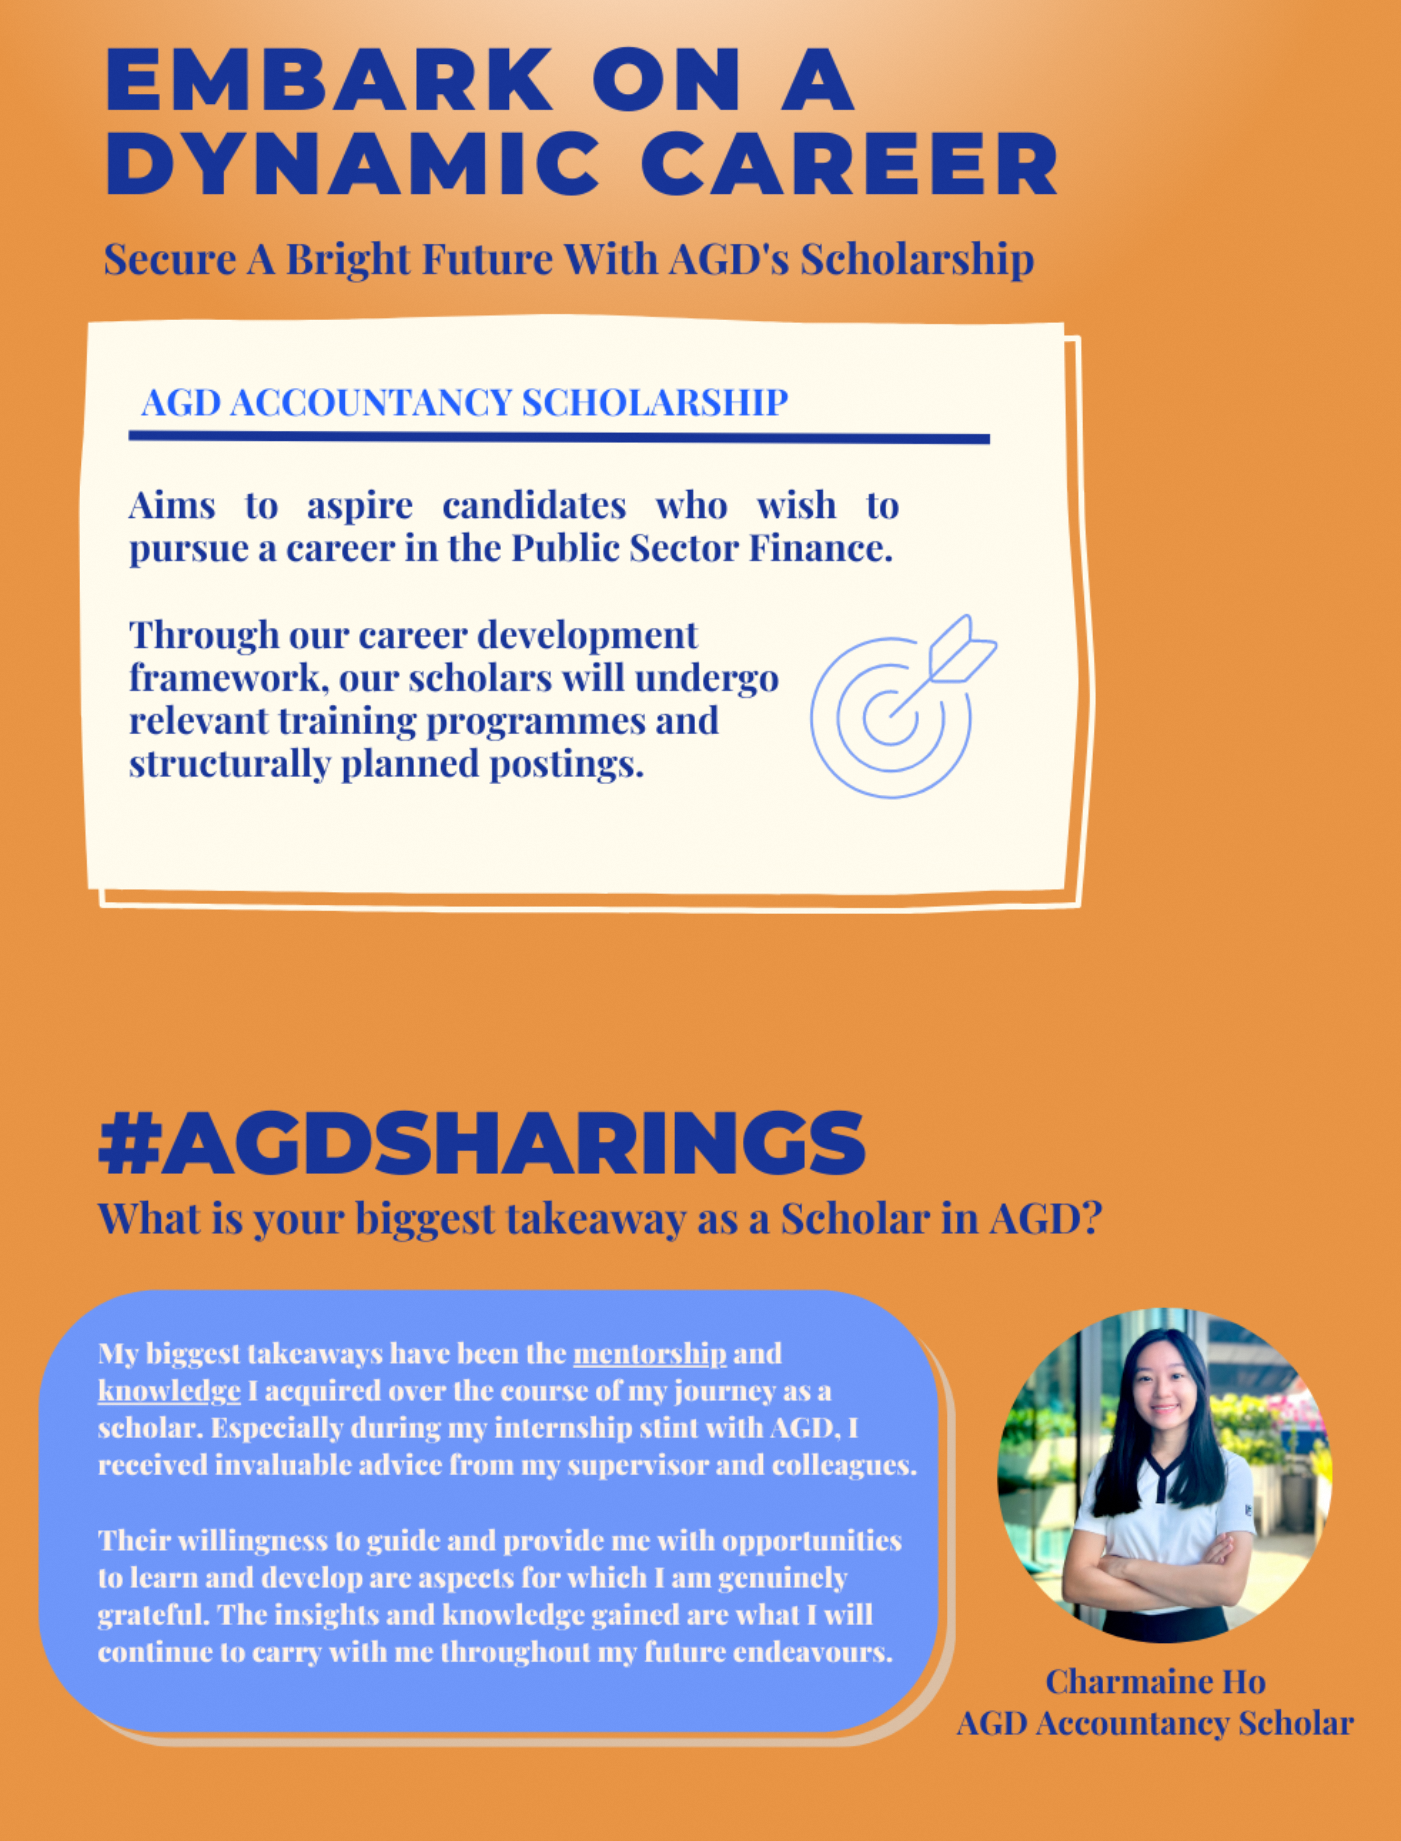 EMBARK ON A
DYNAMIC CAREER
Secure A Bright Future With AGD's Scholarship
AGD ACCOUNTANCY SCHOLARSHIP
Aims to aspire candidates who wish to
pursue a career in the Public Sector Finance.
Through our career development
framework, our scholars will undergo
relevant training programmes and
structurally planned postings.
#AGDSHARINGS
What is your biggest takeaway as a Scholar in AGD?
My biggest takeaways have been the mentorship and
knowledge I acquired over the course of my journey as a
scholar. Especially during my internship stint with AGD, I
received invaluable advice from my supervisor and colleagues.
Their willingness to guide and provide me with opportunities
to learn and develop are aspects for which I am genuinely
grateful. The insights and knowledge gained are what I will
continue to carry with me throughout my future endeavours.
Charmaine Ho
AGD Accountancy Scholar